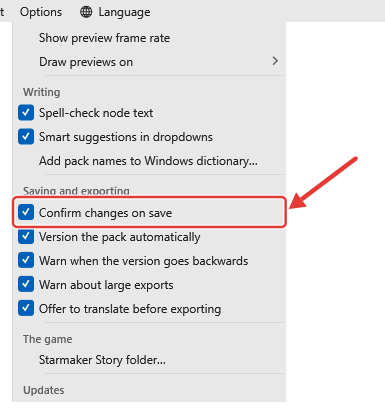 t Options Language
Show preview frame rate
Draw previews on
Writing
Spell-check node text
Smart suggestions in dropdowns
Add pack names to Windows dictionary...
Saving and exporting
Confirm changes on save
Version the pack automatically
Warn when the version goes backwards
Warn about large exports
Offer to translate before exporting
The game
Starmaker Story folder...
Updates